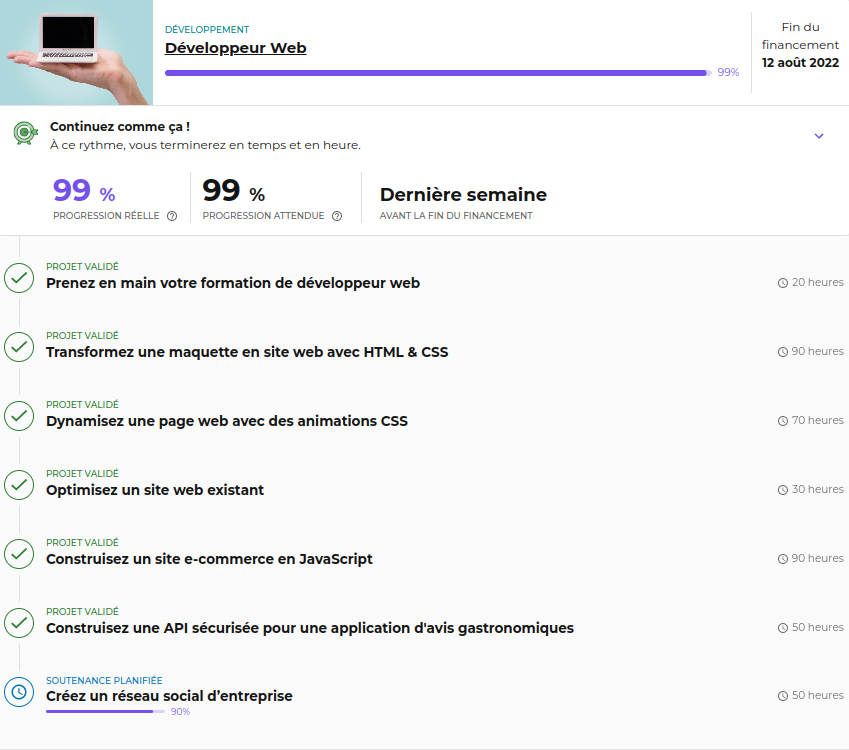 DÉVELOPPEMENT
Développeur Web
99%
Fin du
financement
12 août 2022
Continuez comme ça !
À ce rythme, vous terminerez en temps et en heure.
99 %
PROGRESSION RÉELLE
99 %
PROGRESSION ATTENDUE
Dernière semaine
AVANT LA FIN DU FINANCEMENT
PROJET VALIDÉ
Prenez en main votre formation de développeur web
20 heures
PROJET VALIDÉ
Transformez une maquette en site web avec HTML & CSS
90 heures
PROJET VALIDÉ
Dynamisez une page web avec des animations CSS
70 heures
PROJET VALIDÉ
Optimisez un site web existant
30 heures
PROJET VALIDÉ
Construisez un site e-commerce en JavaScript
90 heures
PROJET VALIDÉ
Construisez une API sécurisée pour une application d'avis gastronomiques
50 heures
SOUTENANCE PLANIFIÉE
Créez un réseau social d’entreprise
50 heures
90%